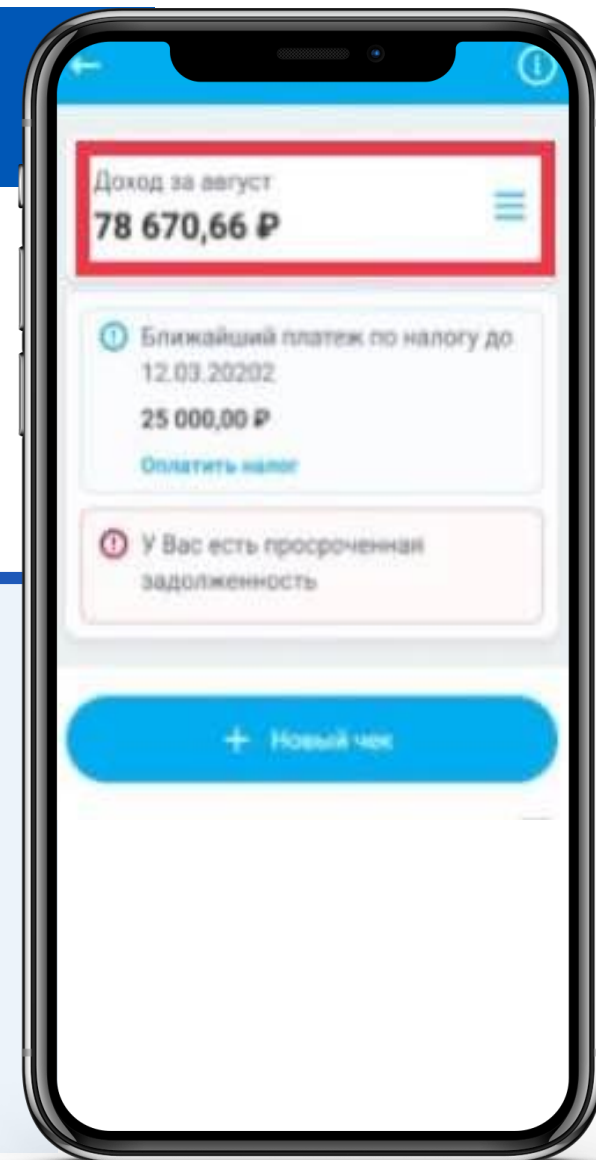 Доход за август
78 670,66 ₽
Ближайший платеж по налогу до
12.03.20202
25 000,00 ₽
Оплатить налог
У Вас есть просроченная
задолженность
+ Новый чек